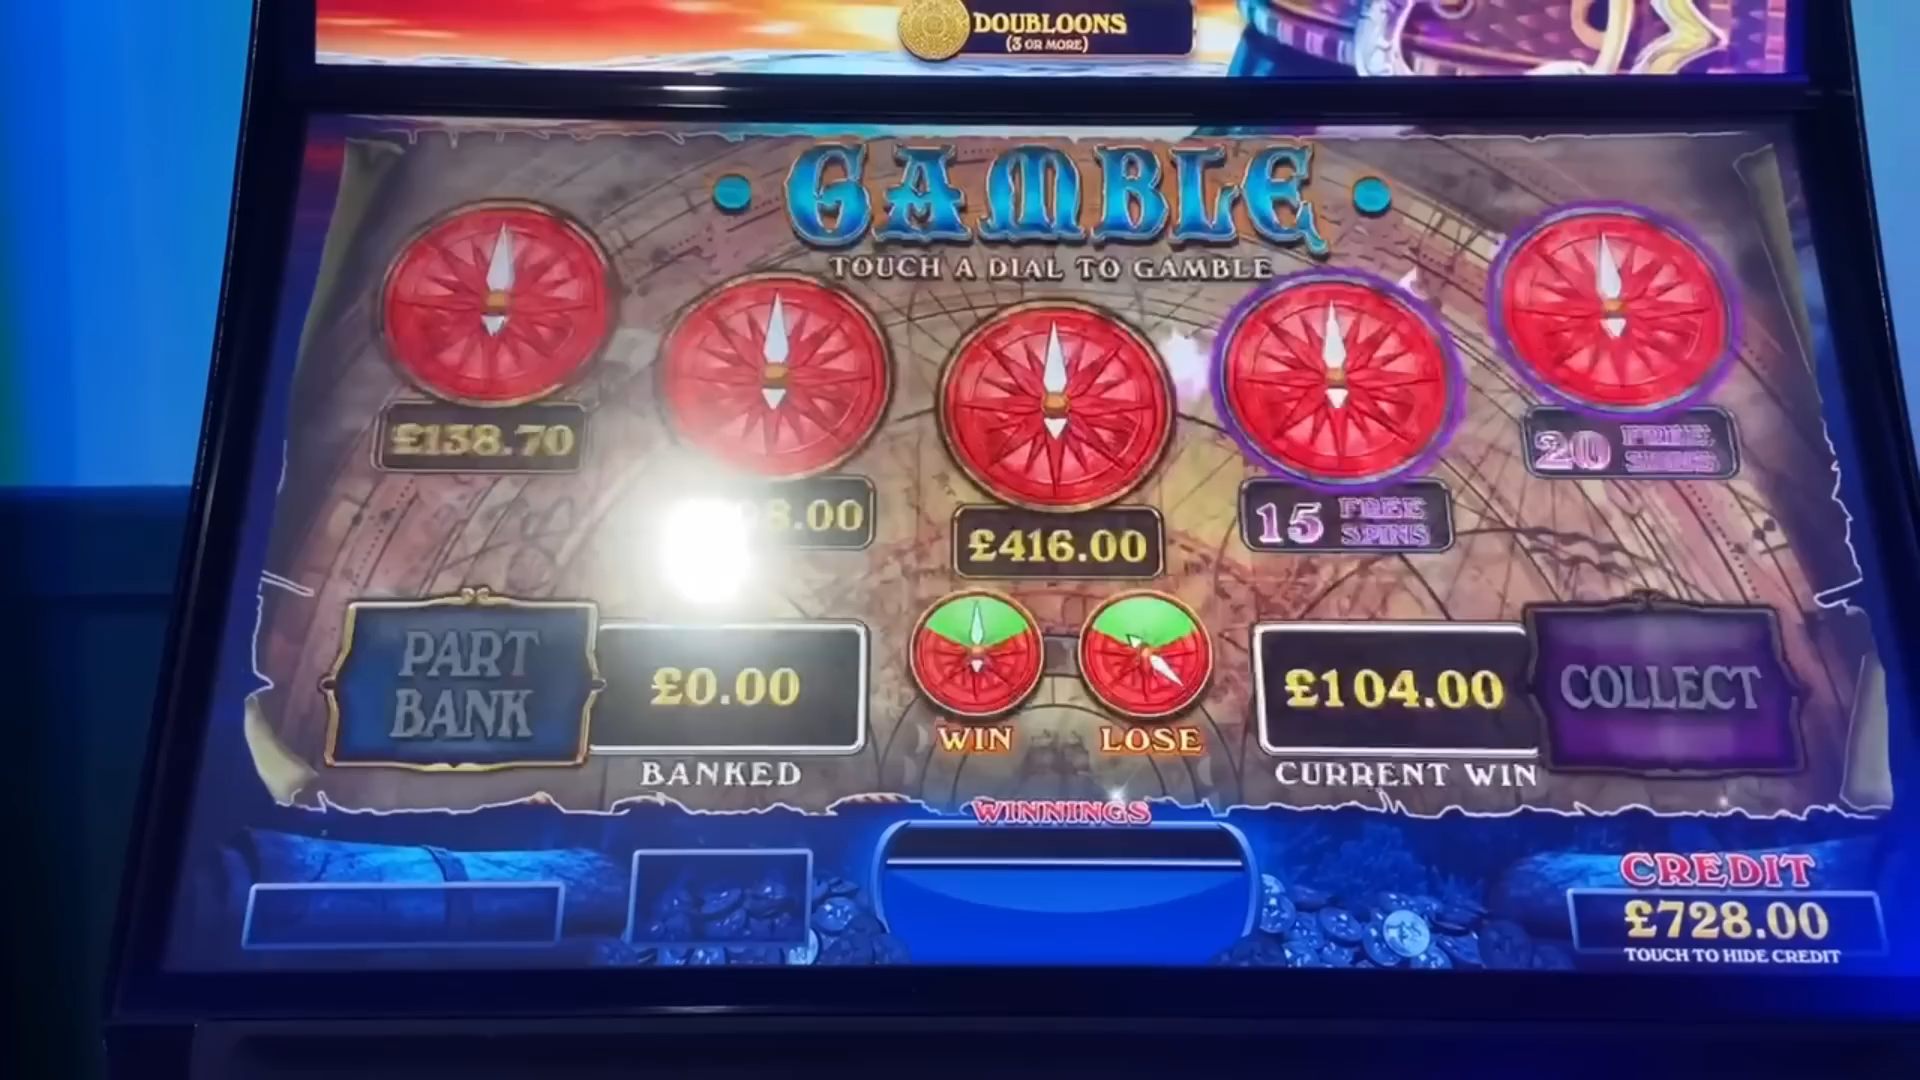 DOUBLOONS
(3 OR MORE)
GAMBLE
TOUCH A DIAL TO GAMBLE
£138.70
8.00
£416.00
15 FREE SPINS
20 FREE SPINS
PART BANK
£0.00
BANKED
WIN
LOSE
£104.00
CURRENT WIN
COLLECT
WINNINGS
CREDIT
£728.00
TOUCH TO HIDE CREDIT